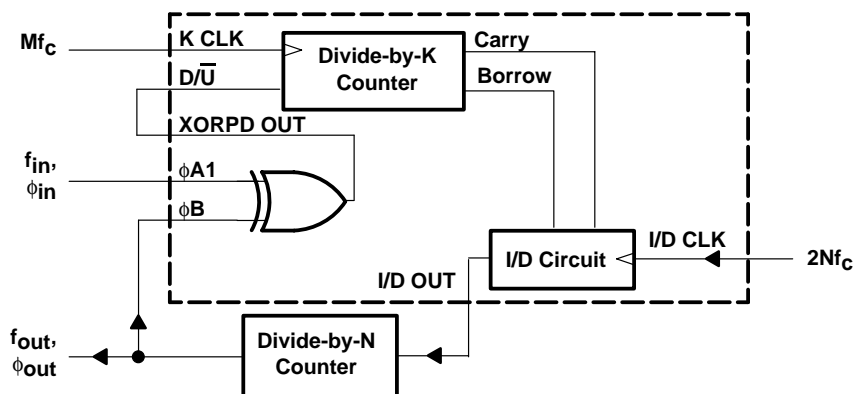 Mfc
K CLK
Divide-by-K
Counter
Carry
Borrow
D/U̅
XORPD OUT
fin,
ϕin
ϕA1
ϕB
I/D Circuit
I/D CLK
2Nfc
I/D OUT
fout,
ϕout
Divide-by-N
Counter